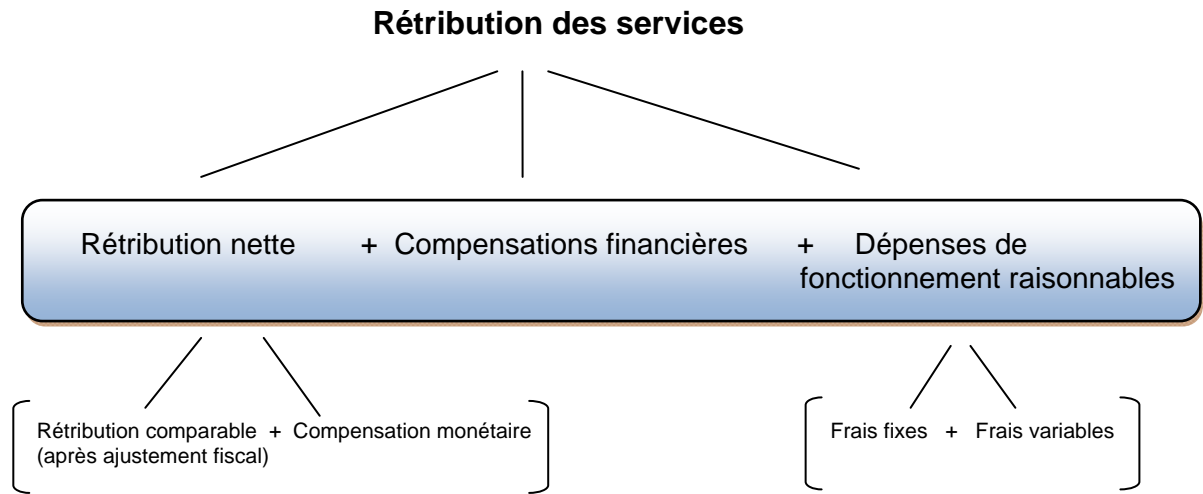 Rétribution des services
Rétribution nette + Compensations financières + Dépenses de
fonctionnement raisonnables
Rétribution comparable + Compensation monétaire
(après ajustement fiscal)
Frais fixes + Frais variables